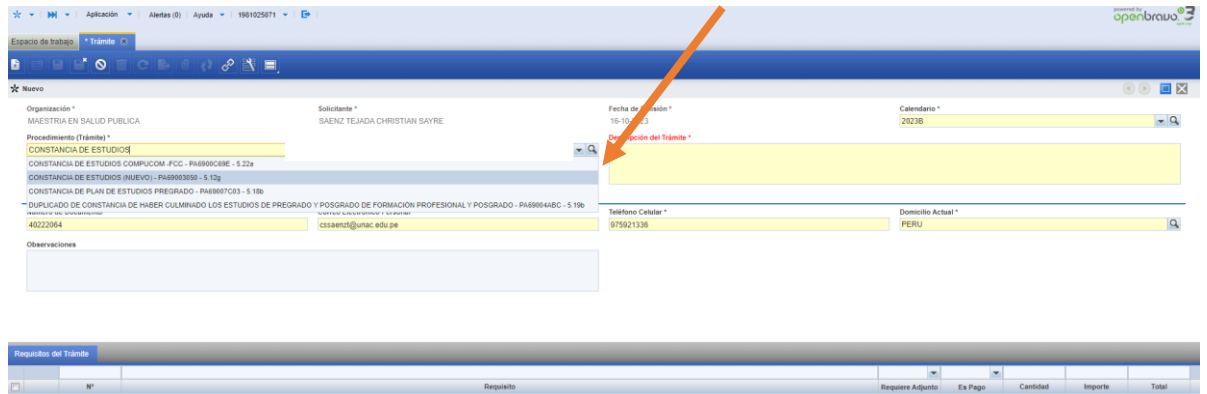 Aplicación Alertas (0) Ayuda 1981025071 powered by openbravo 3
Espacio de trabajo * Trámite
Nuevo
Organización * Solicitante * Fecha de Calendario *
MAESTRIA EN SALUD PUBLICA SAENZ TEJADA CHRISTIAN SAYRE 16-10- 2023B
Procedimiento (Trámite) * Descripción del Trámite *
CONSTANCIA DE ESTUDIOS
CONSTANCIA DE ESTUDIOS COMPUCOM -FCC - PA6900C69E - 5.22a
CONSTANCIA DE ESTUDIOS (NUEVO) - PA69003050 - 5.12g
CONSTANCIA DE PLAN DE ESTUDIOS PREGRADO - PA69007C03 - 5.18b
DUPLICADO DE CONSTANCIA DE HABER CULMINADO LOS ESTUDIOS DE PREGRADO Y POSGRADO DE FORMACIÓN PROFESIONAL Y POSGRADO - PA69004ABC - 5.19b
Número de Documento Correo Electrónico Personal Teléfono Celular * Domicilio Actual *
40222064 cssaenzt@unac.edu.pe 975921336 PERU
Observaciones
Requisitos del Trámite
Nº Requisito Requiere Adjunto Es Pago Cantidad Importe Total